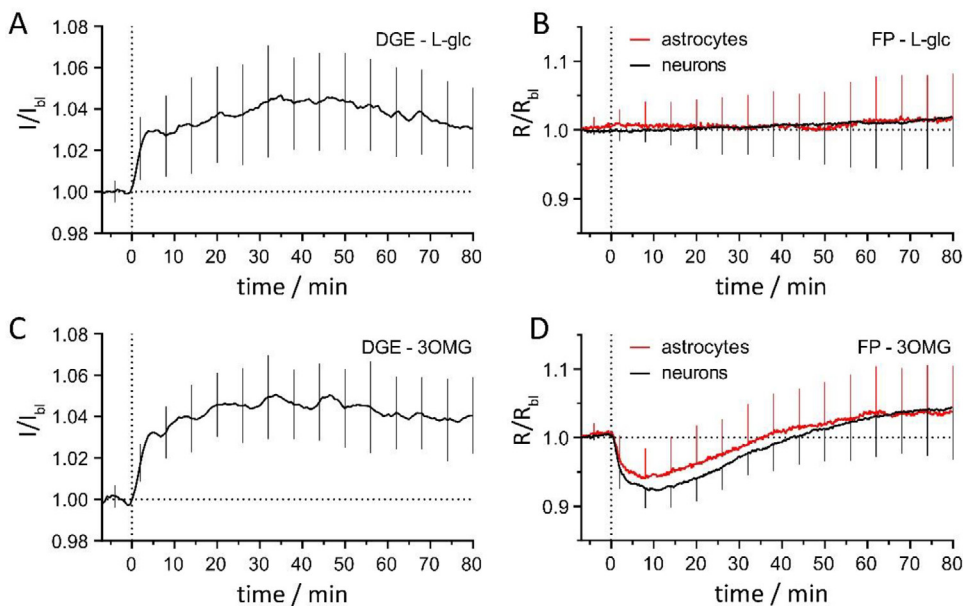 A
DGE - L-glc
I/Ibl
1.08
1.06
1.04
1.02
1.00
0.98
0 10 20 30 40 50 60 70 80
time / min
B
astrocytes
neurons
FP - L-glc
R/Rbl
1.1
1.0
0.9
0 10 20 30 40 50 60 70 80
time / min
C
DGE - 3OMG
I/Ibl
1.08
1.06
1.04
1.02
1.00
0.98
0 10 20 30 40 50 60 70 80
time / min
D
astrocytes
neurons
FP - 3OMG
R/Rbl
1.1
1.0
0.9
0 10 20 30 40 50 60 70 80
time / min